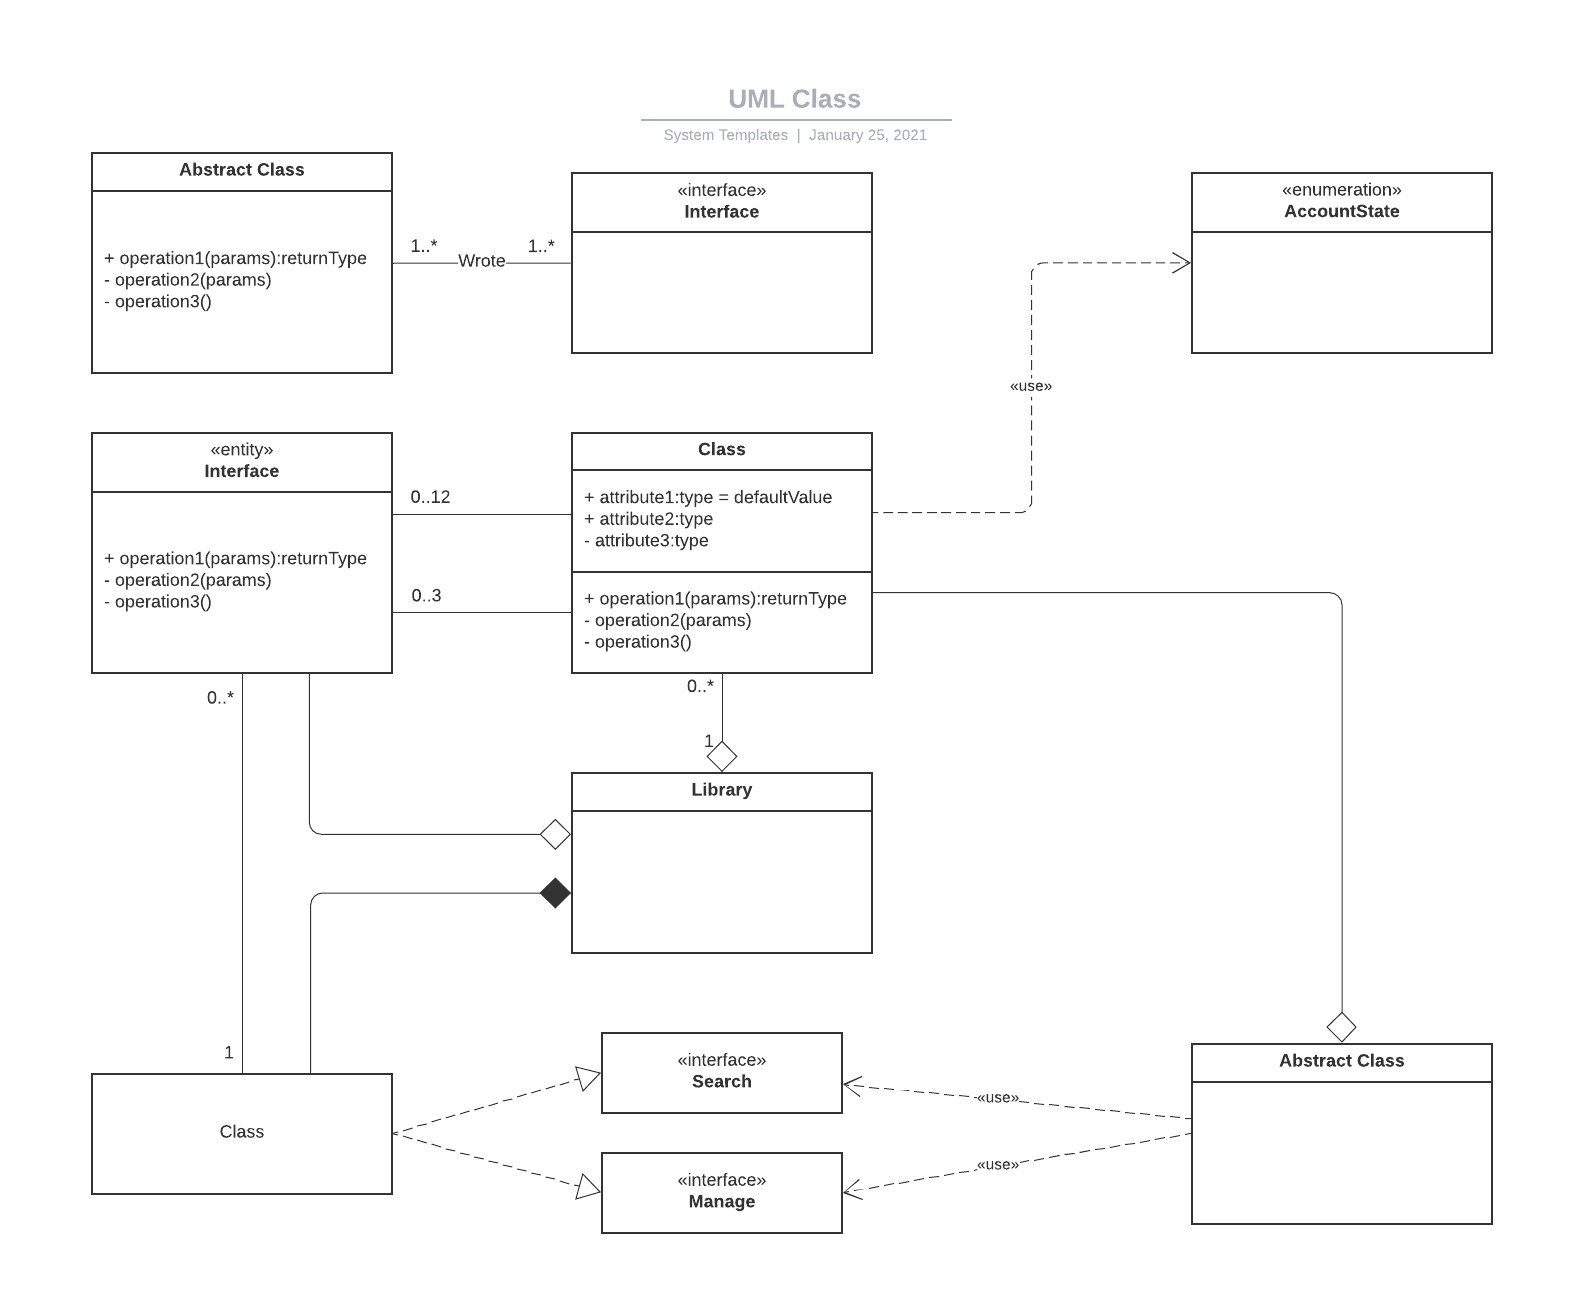 UML Class
System Templates | January 25, 2021
Abstract Class
+ operation1(params):returnType
- operation2(params)
- operation3()
1..*
Wrote
1..*
«interface»
Interface
«enumeration»
AccountState
«use»
«entity»
Interface
+ operation1(params):returnType
- operation2(params)
- operation3()
0..12
0..3
Class
+ attribute1:type = defaultValue
+ attribute2:type
- attribute3:type
+ operation1(params):returnType
- operation2(params)
- operation3()
0..*
0..*
1
Library
1
Class
«interface»
Search
«interface»
Manage
«use»
«use»
Abstract Class